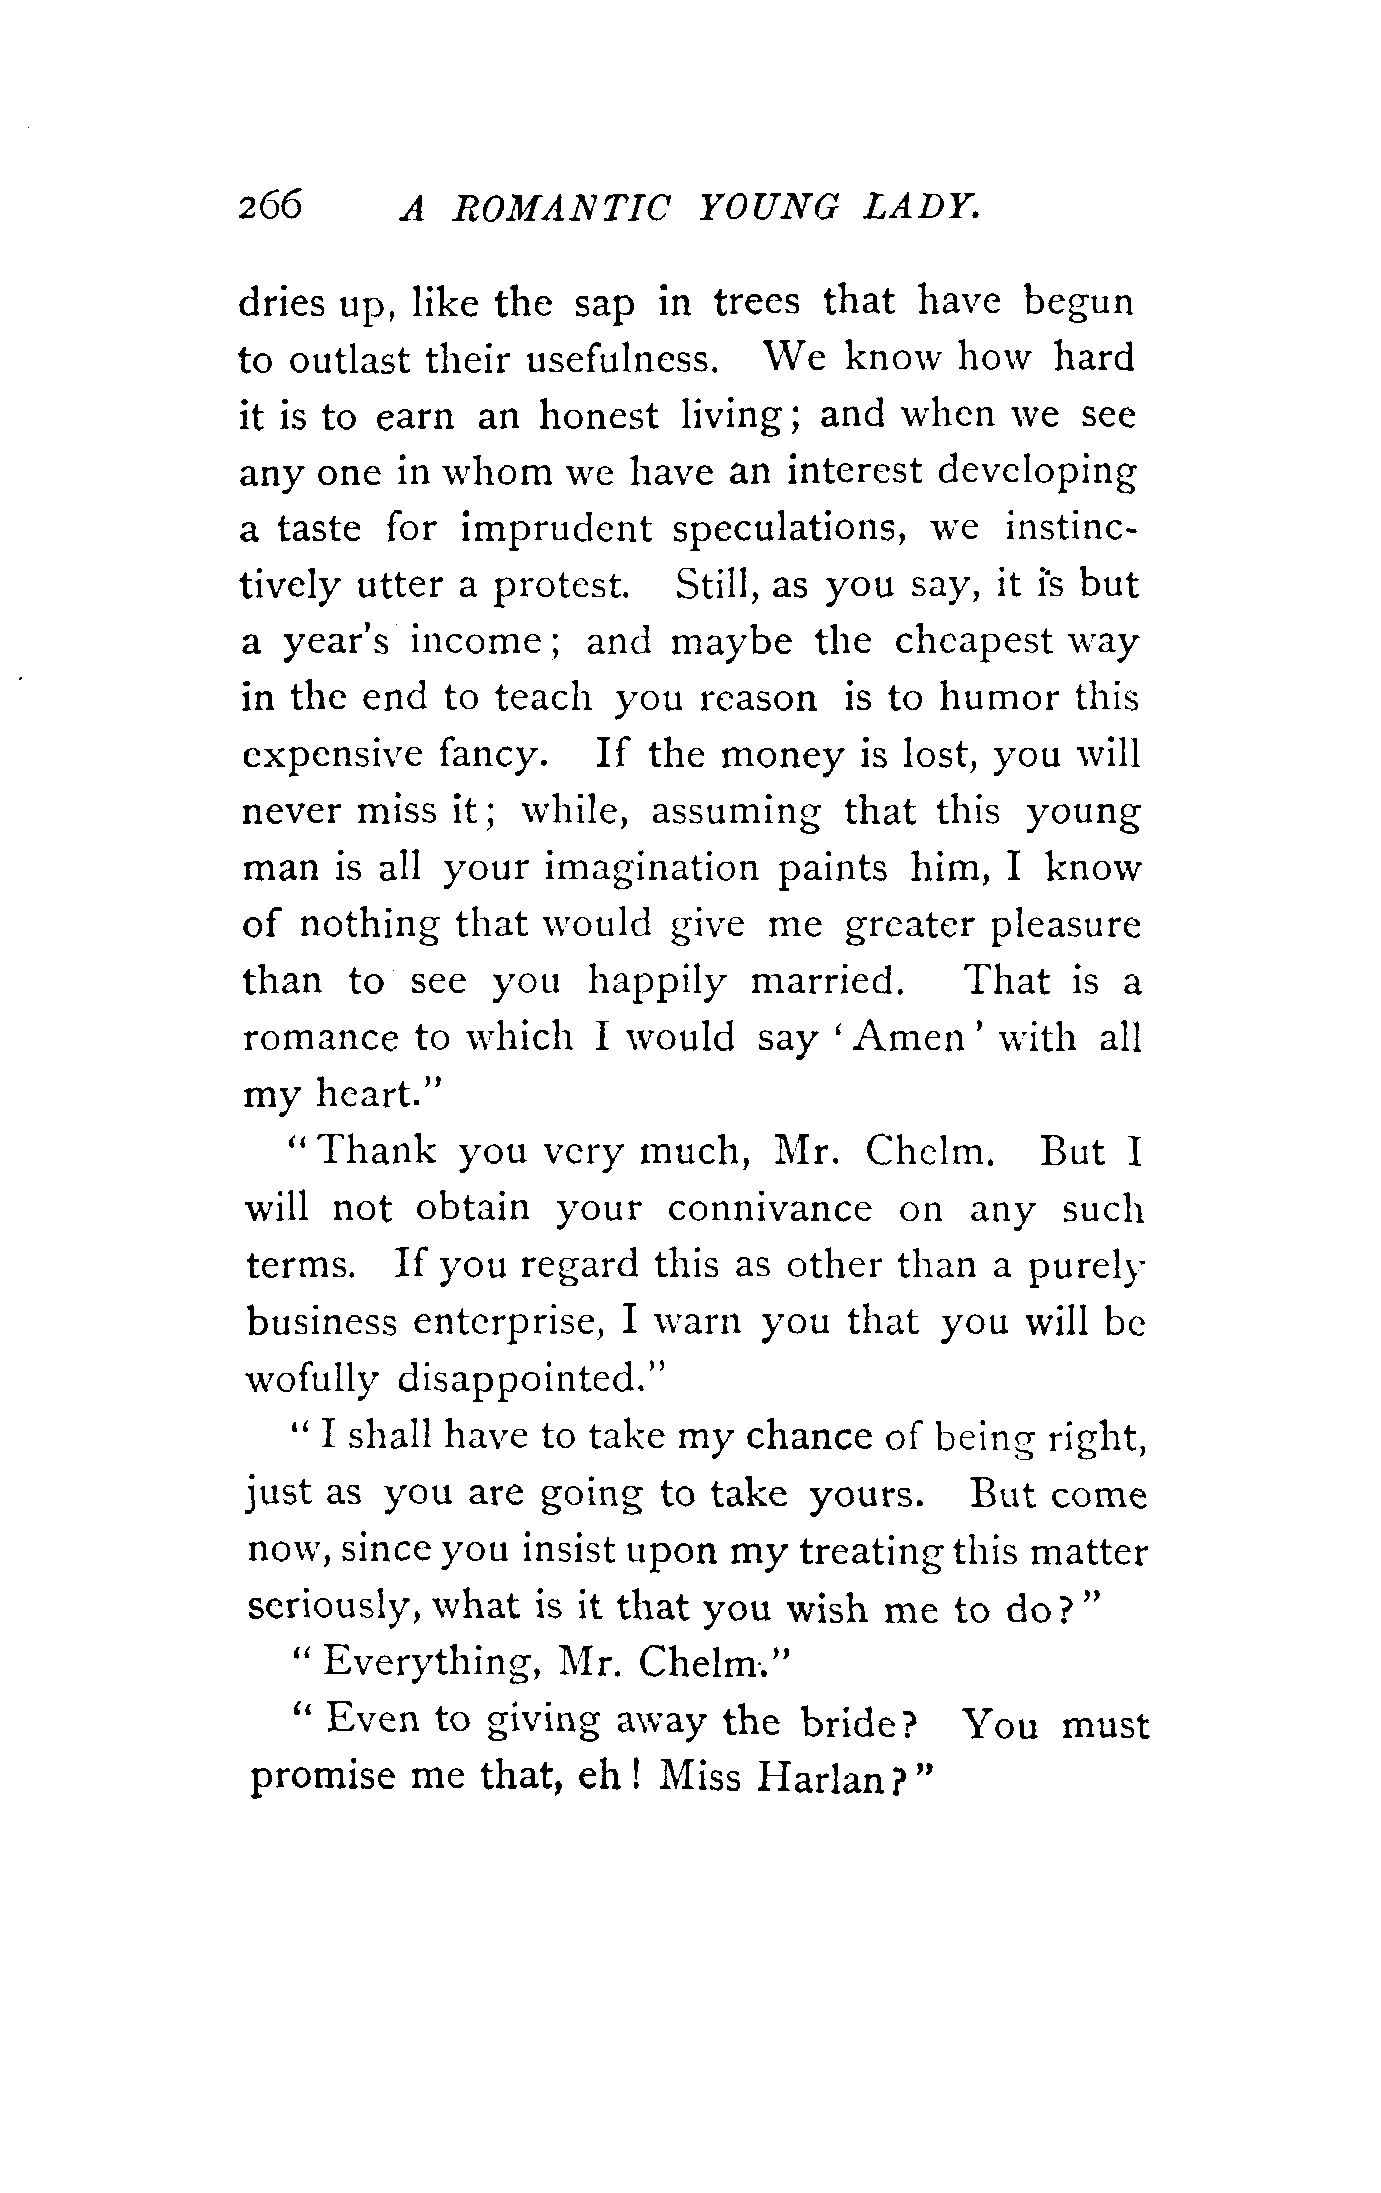 266 A ROMANTIC YOUNG LADY.
dries up, like the sap in trees that have begun
to outlast their usefulness. We know how hard
it is to earn an honest living; and when we see
any one in whom we have an interest developing
a taste for imprudent speculations, we instinc-
tively utter a protest. Still, as you say, it is but
a year's income; and maybe the cheapest way
in the end to teach you reason is to humor this
expensive fancy. If the money is lost, you will
never miss it; while, assuming that this young
man is all your imagination paints him, I know
of nothing that would give me greater pleasure
than to see you happily married. That is a
romance to which I would say 'Amen' with all
my heart."
"Thank you very much, Mr. Chelm. But I
will not obtain your connivance on any such
terms. If you regard this as other than a purely
business enterprise, I warn you that you will be
wofully disappointed."
"I shall have to take my chance of being right,
just as you are going to take yours. But come
now, since you insist upon my treating this matter
seriously, what is it that you wish me to do?"
"Everything, Mr. Chelm."
"Even to giving away the bride? You must
promise me that, eh! Miss Harlan?"